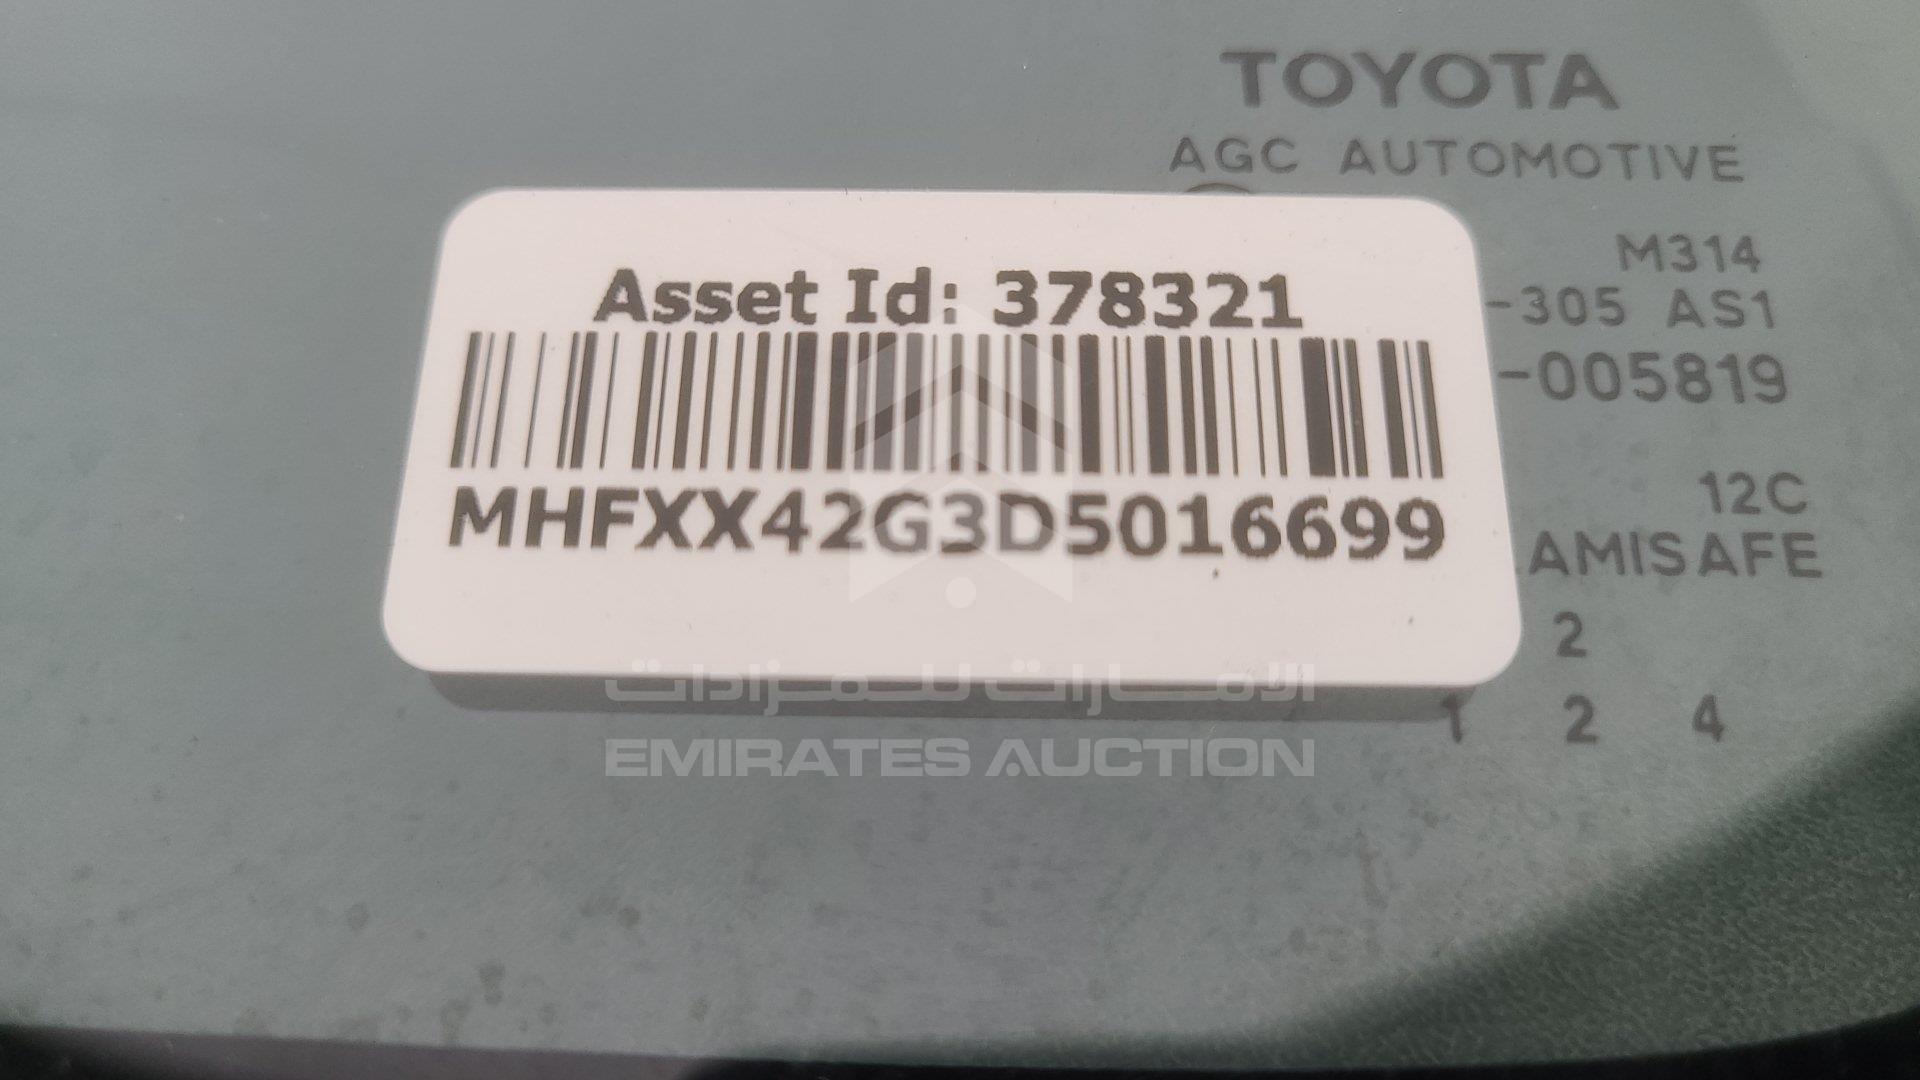 TOYOTA
AGC AUTOMOTIVE
M314
-305 AS1
-005819
12C
AMISAFE
2
1 2 4
Asset Id: 378321
MHFXX42G3D5016699
الامارات للمزادات
EMIRATES AUCTION